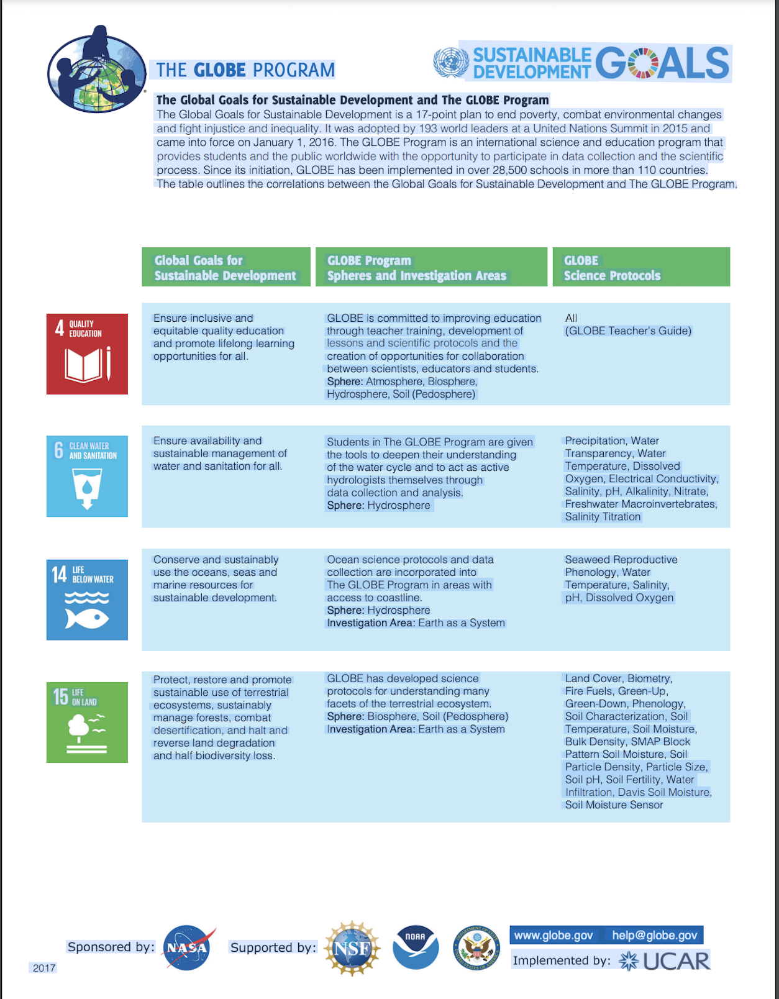 THE GLOBE PROGRAM
SUSTAINABLE
DEVELOPMENT
GOALS
The Global Goals for Sustainable Development and The GLOBE Program
The Global Goals for Sustainable Development is a 17-point plan to end poverty, combat environmental changes
and fight injustice and inequality. It was adopted by 193 world leaders at a United Nations Summit in 2015 and
came into force on January 1, 2016. The GLOBE Program is an international science and education program that
provides students and the public worldwide with the opportunity to participate in data collection and the scientific
process. Since its initiation, GLOBE has been implemented in over 28,500 schools in more than 110 countries.
The table outlines the correlations between the Global Goals for Sustainable Development and The GLOBE Program.
Global Goals for
Sustainable Development
GLOBE Program
Spheres and Investigation Areas
GLOBE
Science Protocols
4 QUALITY
EDUCATION
Ensure inclusive and
equitable quality education
and promote lifelong learning
opportunities for all.
GLOBE is committed to improving education
through teacher training, development of
lessons and scientific protocols and the
creation of opportunities for collaboration
between scientists, educators and students.
Sphere: Atmosphere, Biosphere,
Hydrosphere, Soil (Pedosphere)
All
(GLOBE Teacher's Guide)
6 CLEAN WATER
AND SANITATION
Ensure availability and
sustainable management of
water and sanitation for all.
Students in The GLOBE Program are given
the tools to deepen their understanding
of the water cycle and to act as active
hydrologists themselves through
data collection and analysis.
Sphere: Hydrosphere
Precipitation, Water
Transparency, Water
Temperature, Dissolved
Oxygen, Electrical Conductivity,
Salinity, pH, Alkalinity, Nitrate,
Freshwater Macroinvertebrates,
Salinity Titration
14 LIFE
BELOW WATER
Conserve and sustainably
use the oceans, seas and
marine resources for
sustainable development.
Ocean science protocols and data
collection are incorporated into
The GLOBE Program in areas with
access to coastline.
Sphere: Hydrosphere
Investigation Area: Earth as a System
Seaweed Reproductive
Phenology, Water
Temperature, Salinity,
pH, Dissolved Oxygen
15 LIFE
ON LAND
Protect, restore and promote
sustainable use of terrestrial
ecosystems, sustainably
manage forests, combat
desertification, and halt and
reverse land degradation
and half biodiversity loss.
GLOBE has developed science
protocols for understanding many
facets of the terrestrial ecosystem.
Sphere: Biosphere, Soil (Pedosphere)
Investigation Area: Earth as a System
Land Cover, Biometry,
Fire Fuels, Green-Up,
Green-Down, Phenology,
Soil Characterization, Soil
Temperature, Soil Moisture,
Bulk Density, SMAP Block
Pattern Soil Moisture, Soil
Particle Density, Particle Size,
Soil pH, Soil Fertility, Water
Infiltration, Davis Soil Moisture,
Soil Moisture Sensor
Sponsored by:
NASA
Supported by:
NSF
NOAA
DEPARTMENT OF STATE
UNITED STATES OF AMERICA
www.globe.gov help@globe.gov
Implemented by: UCAR
2017